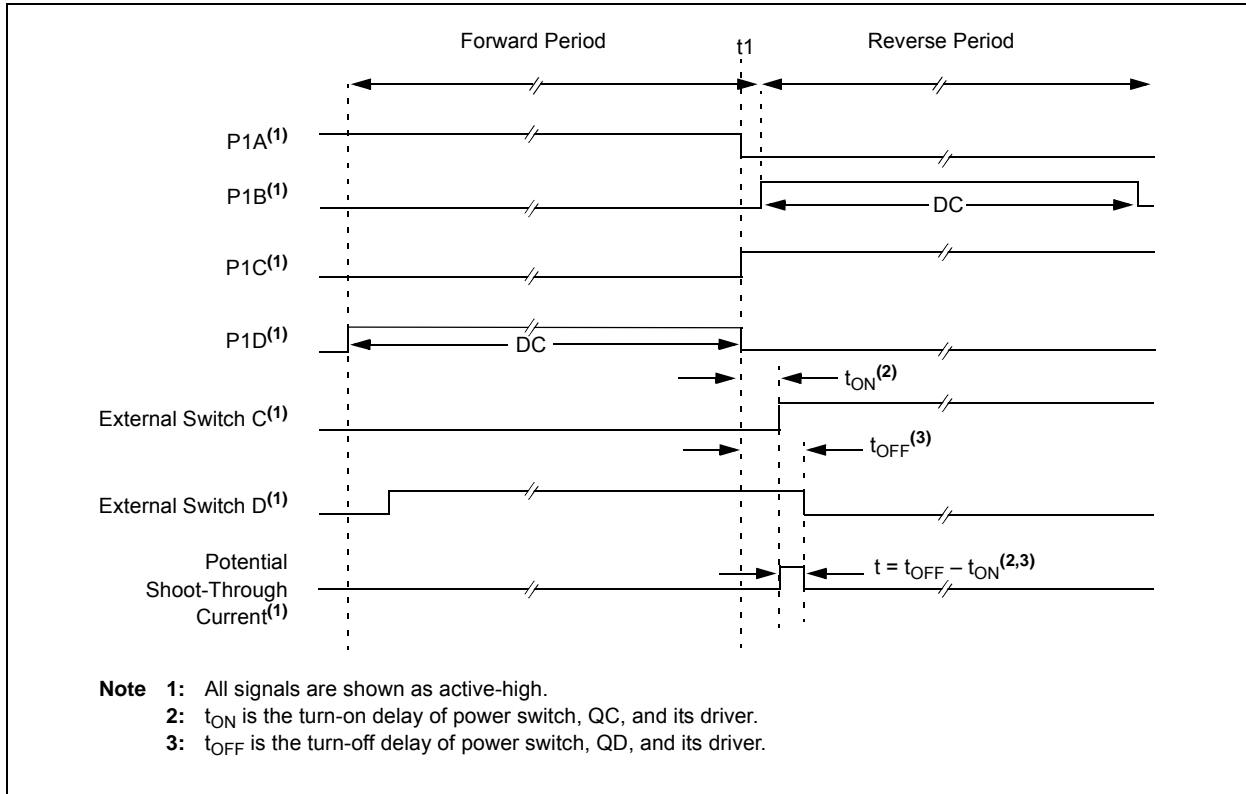 Forward Period
t1
Reverse Period
P1A(1)
P1B(1)
DC
P1C(1)
P1D(1)
DC
tON(2)
External Switch C(1)
tOFF(3)
External Switch D(1)
Potential
Shoot-Through
Current(1)
t = tOFF – tON(2,3)
Note 1: All signals are shown as active-high.
2: tON is the turn-on delay of power switch, QC, and its driver.
3: tOFF is the turn-off delay of power switch, QD, and its driver.